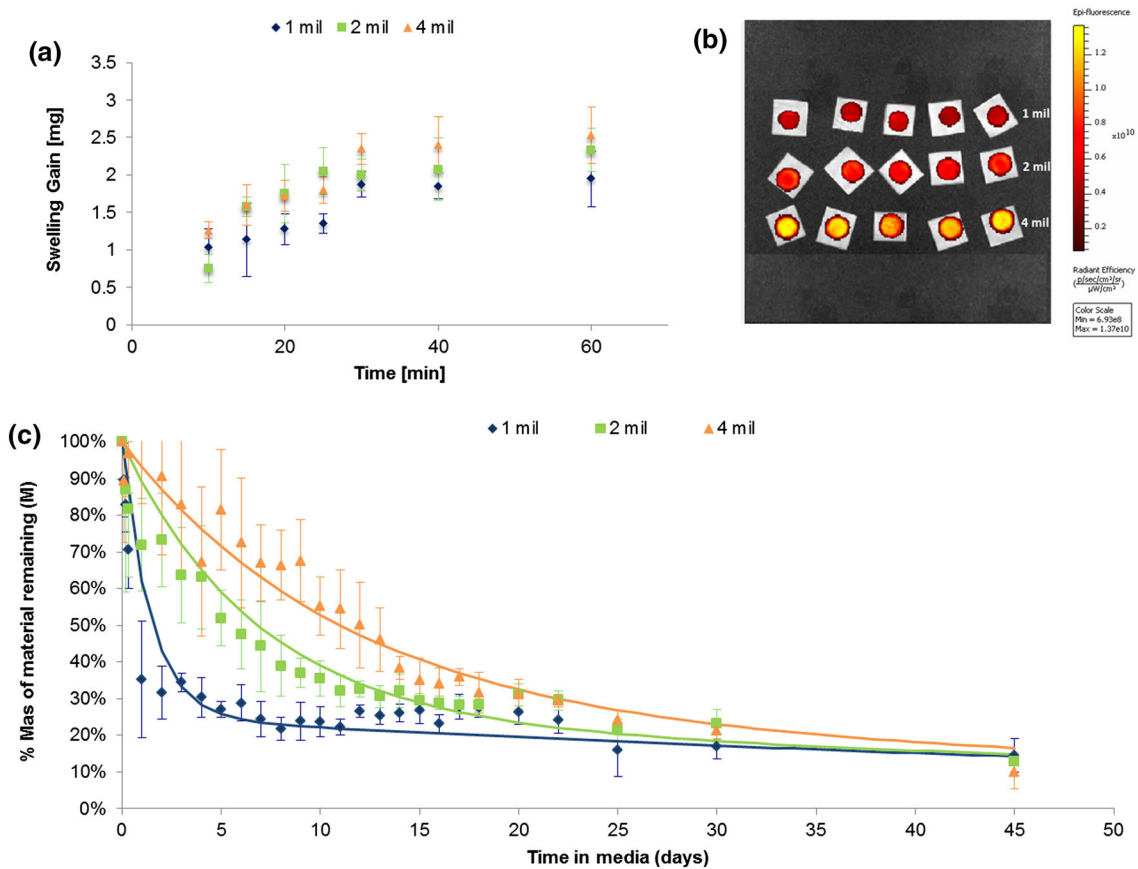 (a)
1 mil 2 mil 4 mil
3.5
3
2.5
2
1.5
1
0.5
0
0 20 40 60
Swelling Gain [mg]
Time [min]
(b)
1 mil
2 mil
4 mil
Epi-fluorescence
1.2
1.0
0.8
x10^10
0.6
0.4
0.2
Radiant Efficiency
(p/sec/cm²/sr / µW/cm²)
Color Scale
Min = 6.93e8
Max = 1.37e10
(c)
1 mil 2 mil 4 mil
100%
90%
80%
70%
60%
50%
40%
30%
20%
10%
0%
0 5 10 15 20 25 30 35 40 45 50
% Mas of material remaining (M)
Time in media (days)